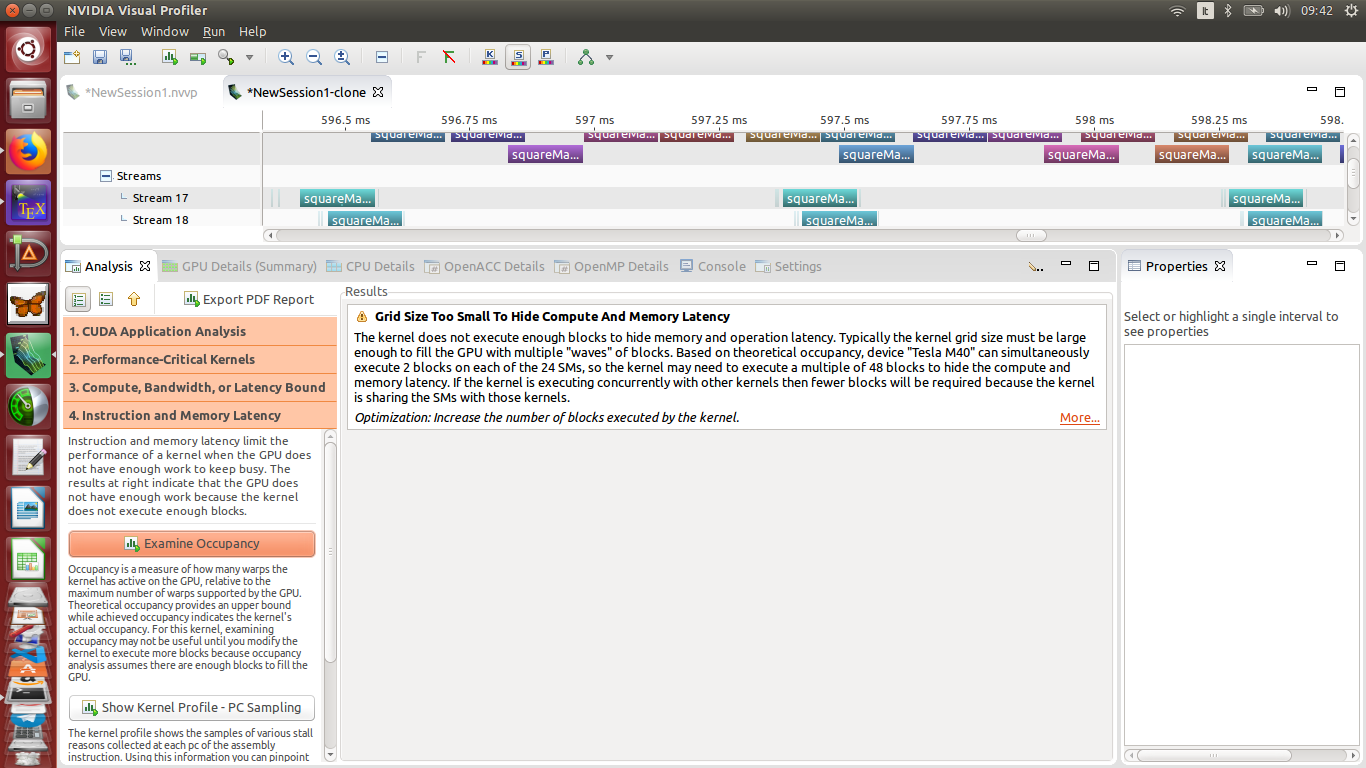 NVIDIA Visual Profiler
lt
09:42
File View Window Run Help
K S P
*NewSession1.nvvp
*NewSession1-clone
596.5 ms 596.75 ms 597 ms 597.25 ms 597.5 ms 597.75 ms 598 ms 598.25 ms 598.
squareMa... squareMa... squareMa... squareMa... squareMa... squareMa... squareMa... squareMa... squareMa... squareMa... squareMa...
squareMa... squareMa... squareMa... squareMa... squareMa...
Streams
Stream 17 squareMa... squareMa... squareMa...
Stream 18 squareMa... squareMa... squareMa...
Analysis GPU Details (Summary) CPU Details OpenACC Details OpenMP Details Console Settings
Export PDF Report
1. CUDA Application Analysis
2. Performance-Critical Kernels
3. Compute, Bandwidth, or Latency Bound
4. Instruction and Memory Latency
Instruction and memory latency limit the
performance of a kernel when the GPU does
not have enough work to keep busy. The
results at right indicate that the GPU does
not have enough work because the kernel
does not execute enough blocks.
Examine Occupancy
Occupancy is a measure of how many warps the
kernel has active on the GPU, relative to the
maximum number of warps supported by the GPU.
Theoretical occupancy provides an upper bound
while achieved occupancy indicates the kernel's
actual occupancy. For this kernel, examining
occupancy may not be useful until you modify the
kernel to execute more blocks because occupancy
analysis assumes there are enough blocks to fill the
GPU.
Show Kernel Profile - PC Sampling
The kernel profile shows the samples of various stall
reasons collected at each pc of the assembly
instruction. Using this information you can pinpoint
Results
Grid Size Too Small To Hide Compute And Memory Latency
The kernel does not execute enough blocks to hide memory and operation latency. Typically the kernel grid size must be large
enough to fill the GPU with multiple "waves" of blocks. Based on theoretical occupancy, device "Tesla M40" can simultaneously
execute 2 blocks on each of the 24 SMs, so the kernel may need to execute a multiple of 48 blocks to hide the compute and
memory latency. If the kernel is executing concurrently with other kernels then fewer blocks will be required because the kernel
is sharing the SMs with those kernels.
Optimization: Increase the number of blocks executed by the kernel.
More...
Properties
Select or highlight a single interval to
see properties